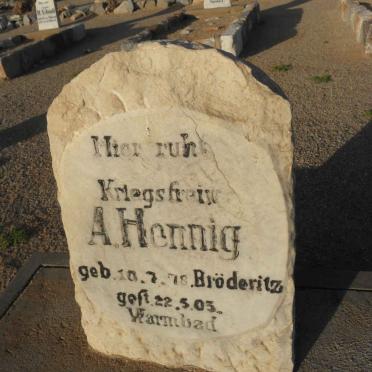 Hier ruht
Kriegsfreiw
A. Hennig
geb. 10.7.78 Bröderitz
gest. 22.5.05.
Warmbad